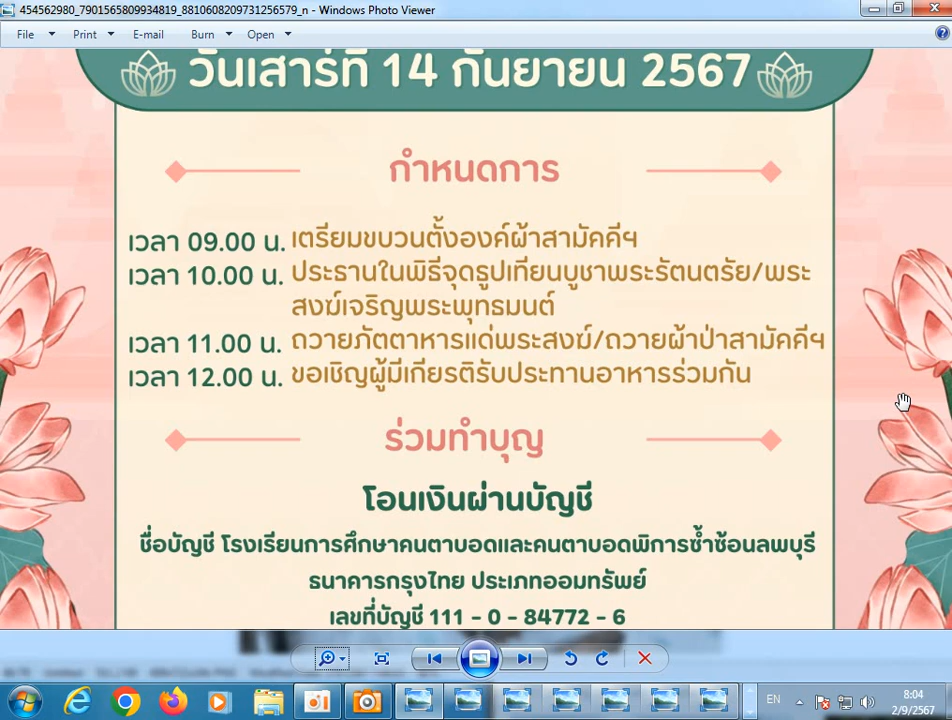 454562980_7901565809934819_8810608209731256579_n - Windows Photo Viewer
File Print E-mail Burn Open
วันเสาร์ที่ 14 กันยายน 2567
กำหนดการ
เวลา 09.00 น. เตรียมขบวนตั้งองค์ผ้าสามัคคีฯ
เวลา 10.00 น. ประธานในพิธีจุดธูปเทียนบูชาพระรัตนตรัย/พระ
สงฆ์เจริญพระพุทธมนต์
เวลา 11.00 น. ถวายภัตตาหารแด่พระสงฆ์/ถวายผ้าป่าสามัคคีฯ
เวลา 12.00 น. ขอเชิญผู้มีเกียรติรับประทานอาหารร่วมกัน
ร่วมทำบุญ
โอนเงินผ่านบัญชี
ชื่อบัญชี โรงเรียนการศึกษาคนตาบอดและคนตาบอดพิการซ้ำซ้อนลพบุรี
ธนาคารกรุงไทย ประเภทออมทรัพย์
เลขที่บัญชี 111 - 0 - 84772 - 6
EN
8:04
2/9/2567